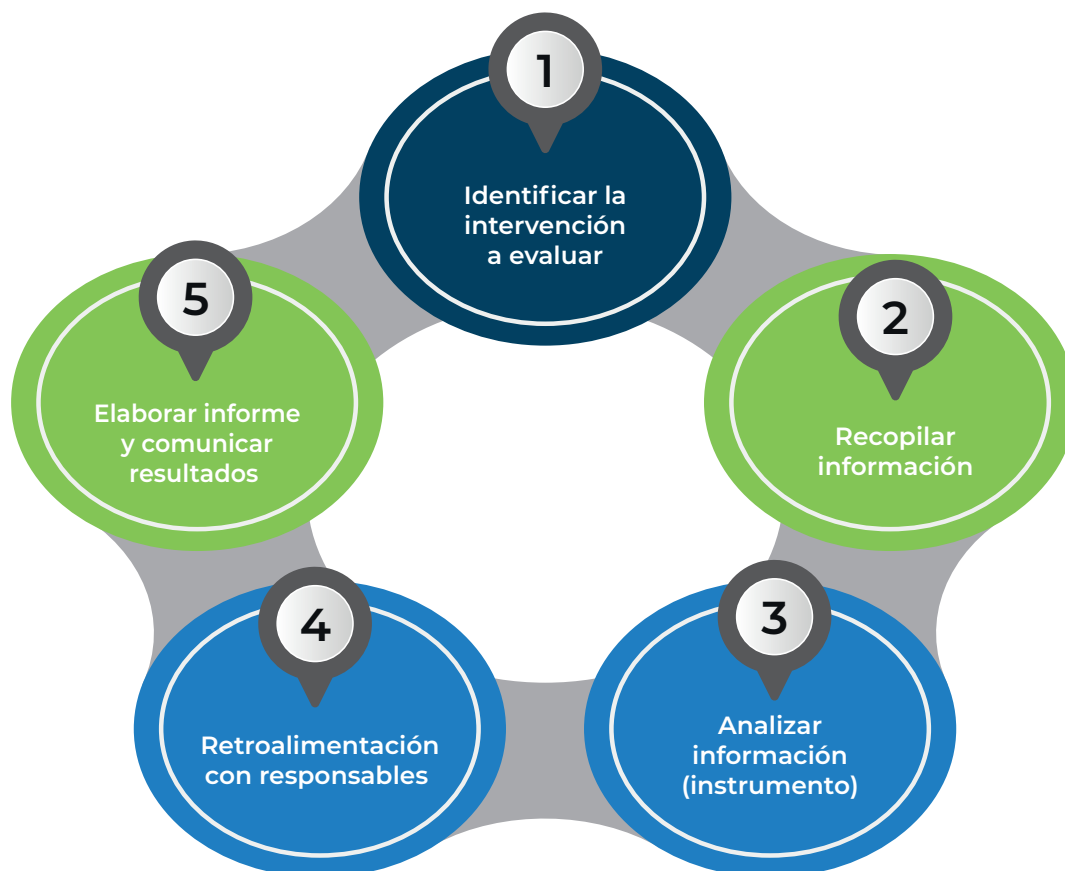 1
Identificar la
intervención
a evaluar
2
Recopilar
información
3
Analizar
información
(instrumento)
4
Retroalimentación
con responsables
5
Elaborar informe
y comunicar
resultados